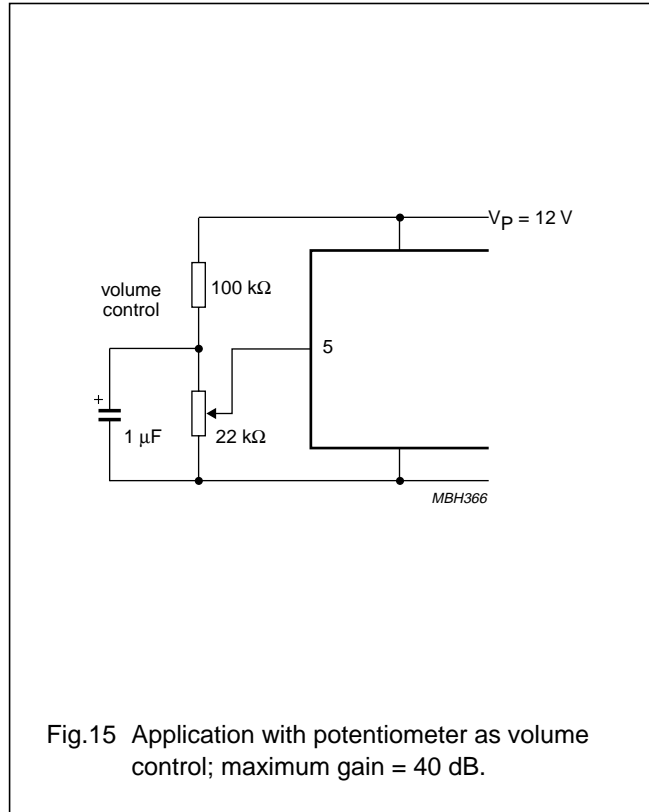 V_P = 12 V
volume
control
100 kΩ
5
+
1 μF
22 kΩ
MBH366
Fig.15 Application with potentiometer as volume
control; maximum gain = 40 dB.